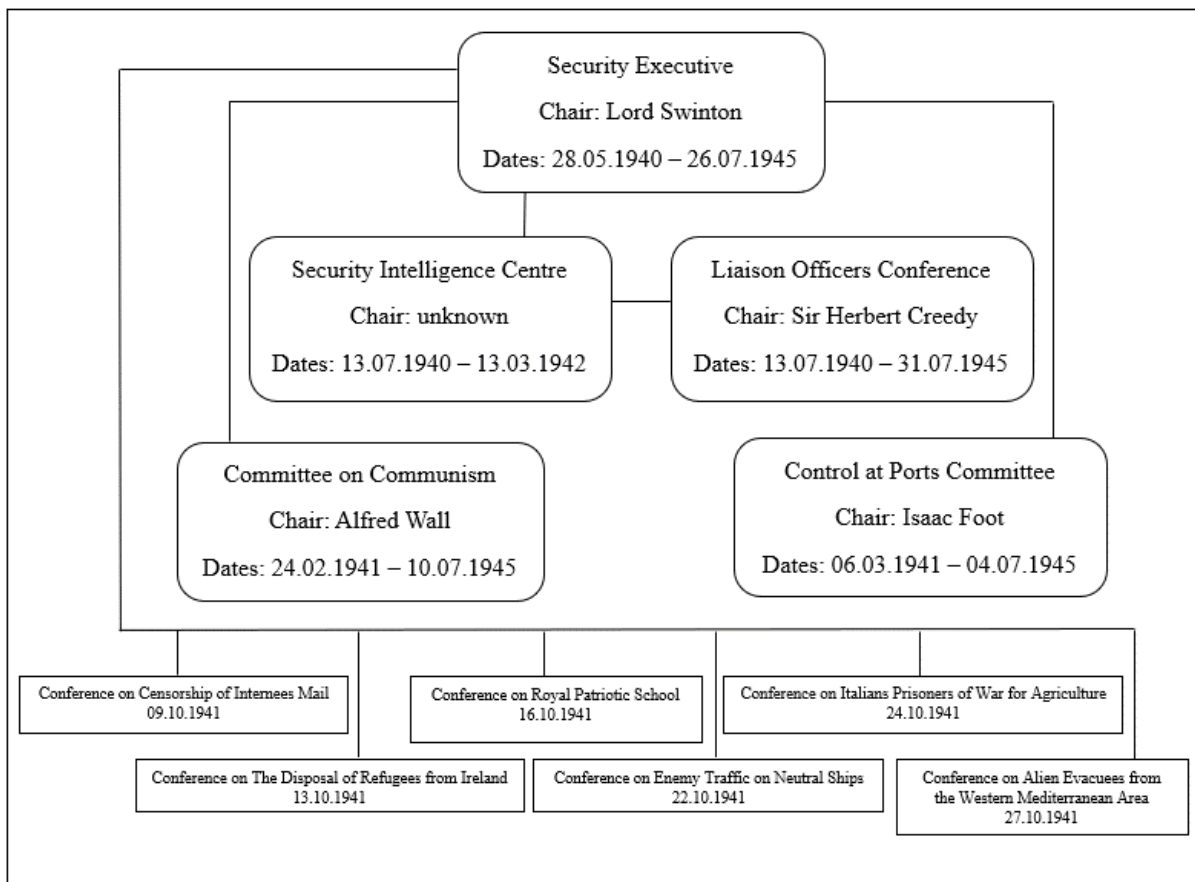 Security Executive
Chair: Lord Swinton
Dates: 28.05.1940 – 26.07.1945
Security Intelligence Centre
Chair: unknown
Dates: 13.07.1940 – 13.03.1942
Liaison Officers Conference
Chair: Sir Herbert Creedy
Dates: 13.07.1940 – 31.07.1945
Committee on Communism
Chair: Alfred Wall
Dates: 24.02.1941 – 10.07.1945
Control at Ports Committee
Chair: Isaac Foot
Dates: 06.03.1941 – 04.07.1945
Conference on Censorship of Internees Mail
09.10.1941
Conference on Royal Patriotic School
16.10.1941
Conference on Italians Prisoners of War for Agriculture
24.10.1941
Conference on The Disposal of Refugees from Ireland
13.10.1941
Conference on Enemy Traffic on Neutral Ships
22.10.1941
Conference on Alien Evacuees from
the Western Mediterranean Area
27.10.1941